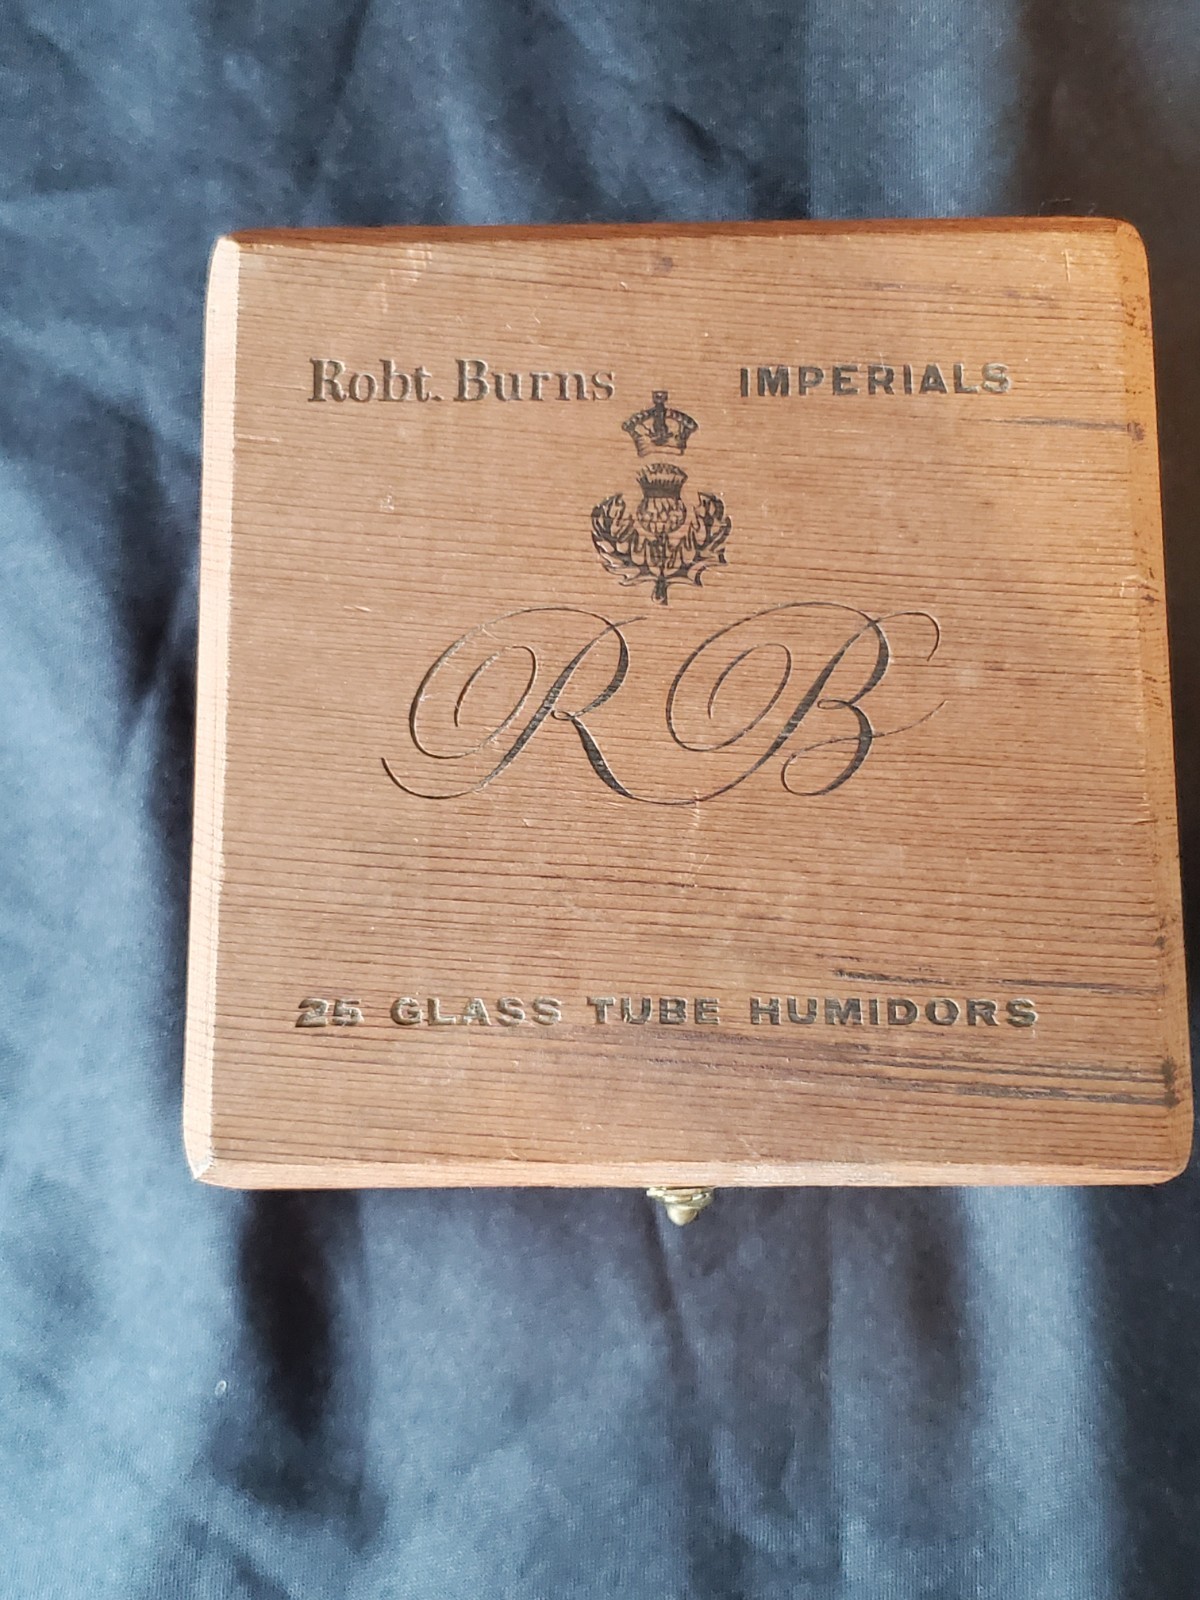 Robt. Burns IMPERIALS
RB
25 GLASS TUBE HUMIDORS